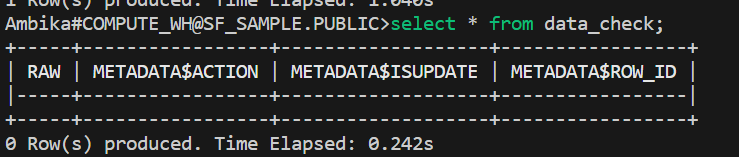 1 Row(s) produced. Time Elapsed: 1.040s
Ambika#COMPUTE_WH@SF_SAMPLE.PUBLIC>select * from data_check;
+-----+-----------------+-------------------+-----------------+
| RAW | METADATA$ACTION | METADATA$ISUPDATE | METADATA$ROW_ID |
|-----+-----------------+-------------------+-----------------|
+-----+-----------------+-------------------+-----------------+
0 Row(s) produced. Time Elapsed: 0.242s